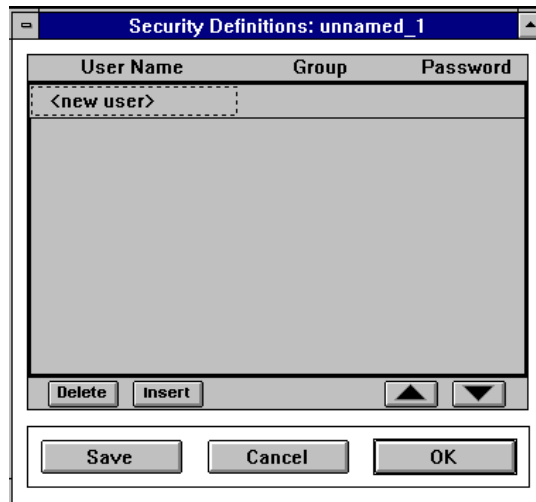 Security Definitions: unnamed_1
User Name Group Password
<new user>
Delete Insert
Save Cancel OK